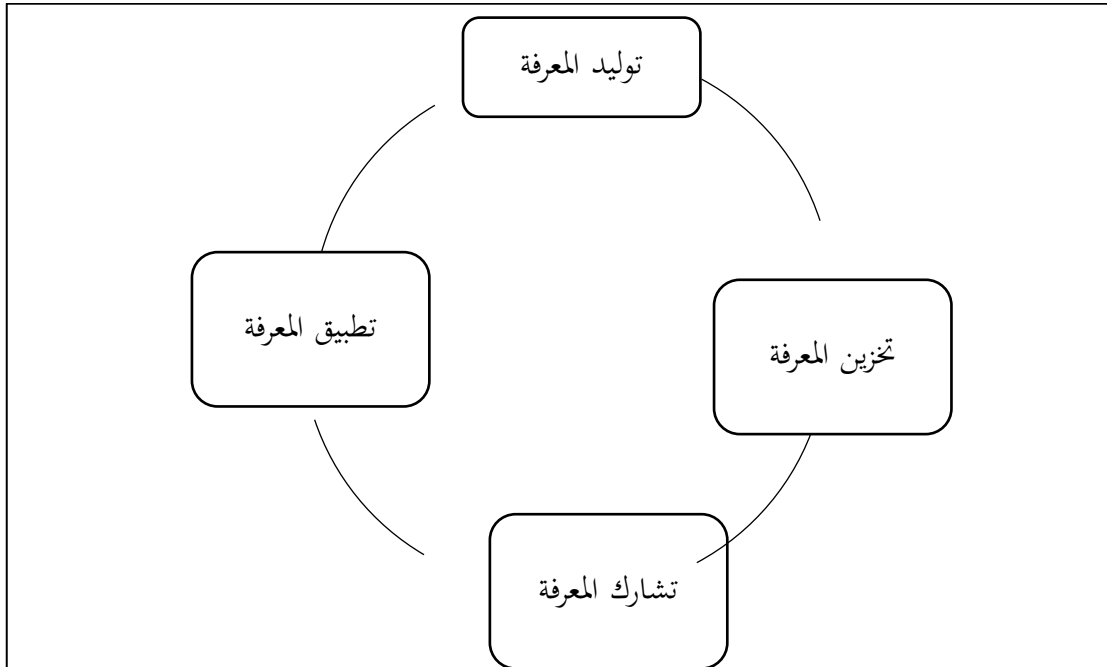 توليد المعرفة
تطبيق المعرفة
تخزين المعرفة
تشارك المعرفة